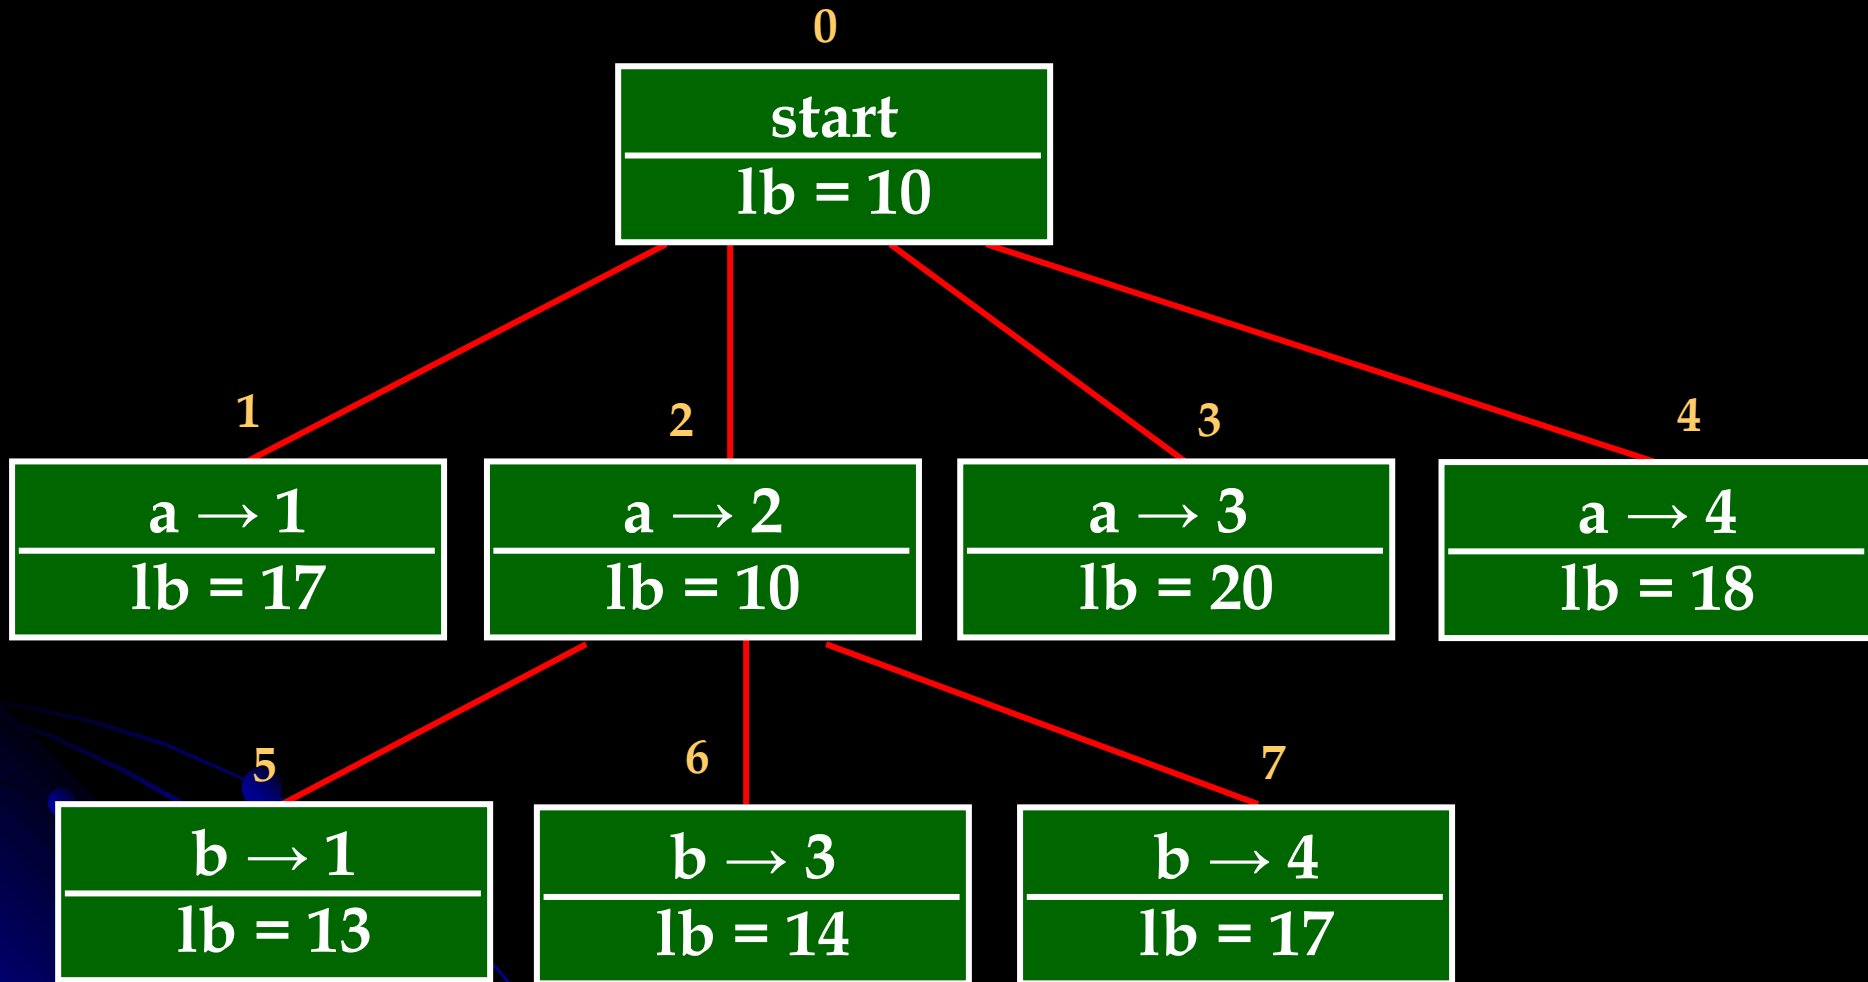 0
start
lb = 10
1
2
3
4
a → 1
lb = 17
a → 2
lb = 10
a → 3
lb = 20
a → 4
lb = 18
5
6
7
b → 1
lb = 13
b → 3
lb = 14
b → 4
lb = 17